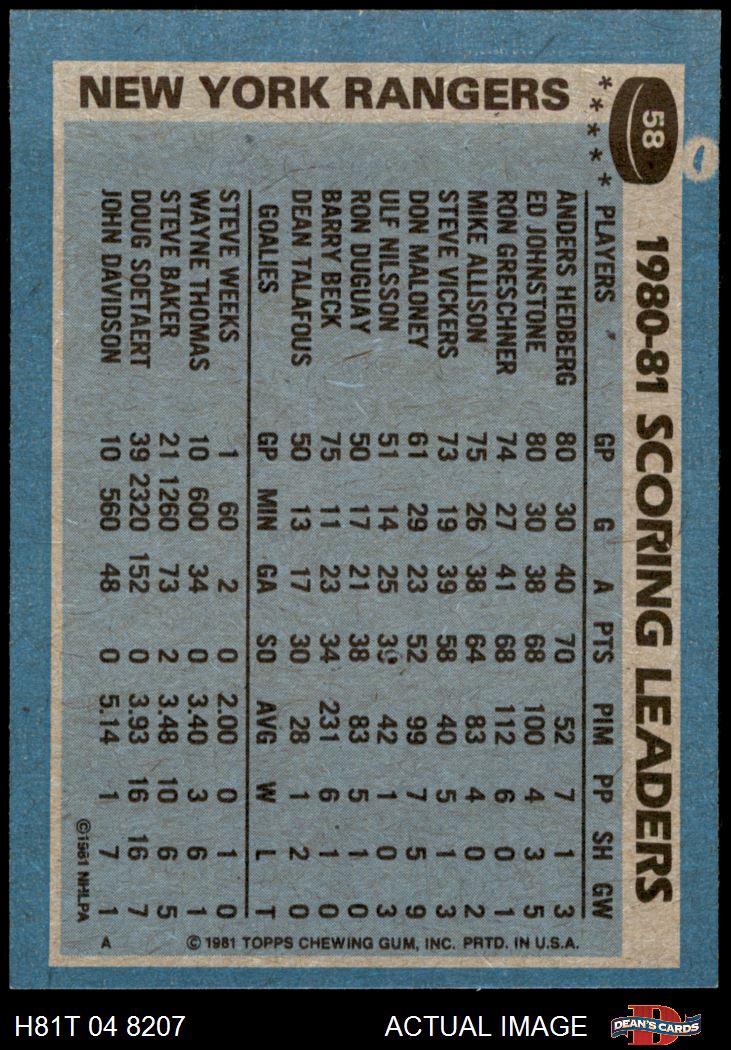 NEW YORK RANGERS
58
1980-81 SCORING LEADERS
★★★★★
PLAYERS GP G A PTS PIM PP SH GW
ANDERS HEDBERG 80 30 40 70 52 7 1 3
ED JOHNSTONE 80 30 38 68 100 4 3 5
RON GRESCHNER 74 27 41 68 112 6 0 1
MIKE ALLISON 75 26 38 64 83 4 0 2
STEVE VICKERS 73 19 39 58 40 5 1 3
DON MALONEY 61 29 23 52 99 7 5 9
ULF NILSSON 51 14 25 39 42 1 0 3
RON DUGUAY 50 17 21 38 83 5 1 0
BARRY BECK 75 11 23 34 231 6 1 0
DEAN TALAFOUS 50 13 17 30 28 1 2 0
GOALIES GP MIN GA SO AVG W L T
STEVE WEEKS 1 60 2 0 2.00 0 1 0
WAYNE THOMAS 10 600 34 0 3.40 3 6 1
STEVE BAKER 21 1260 73 2 3.48 10 6 5
DOUG SOETAERT 39 2320 152 0 3.93 16 16 7
JOHN DAVIDSON 10 560 48 0 5.14 1 7 1
©1981 NHLPA
A © 1981 TOPPS CHEWING GUM, INC. PRTD. IN U.S.A.
H81T 04 8207 ACTUAL IMAGE
DEAN'S CARDS